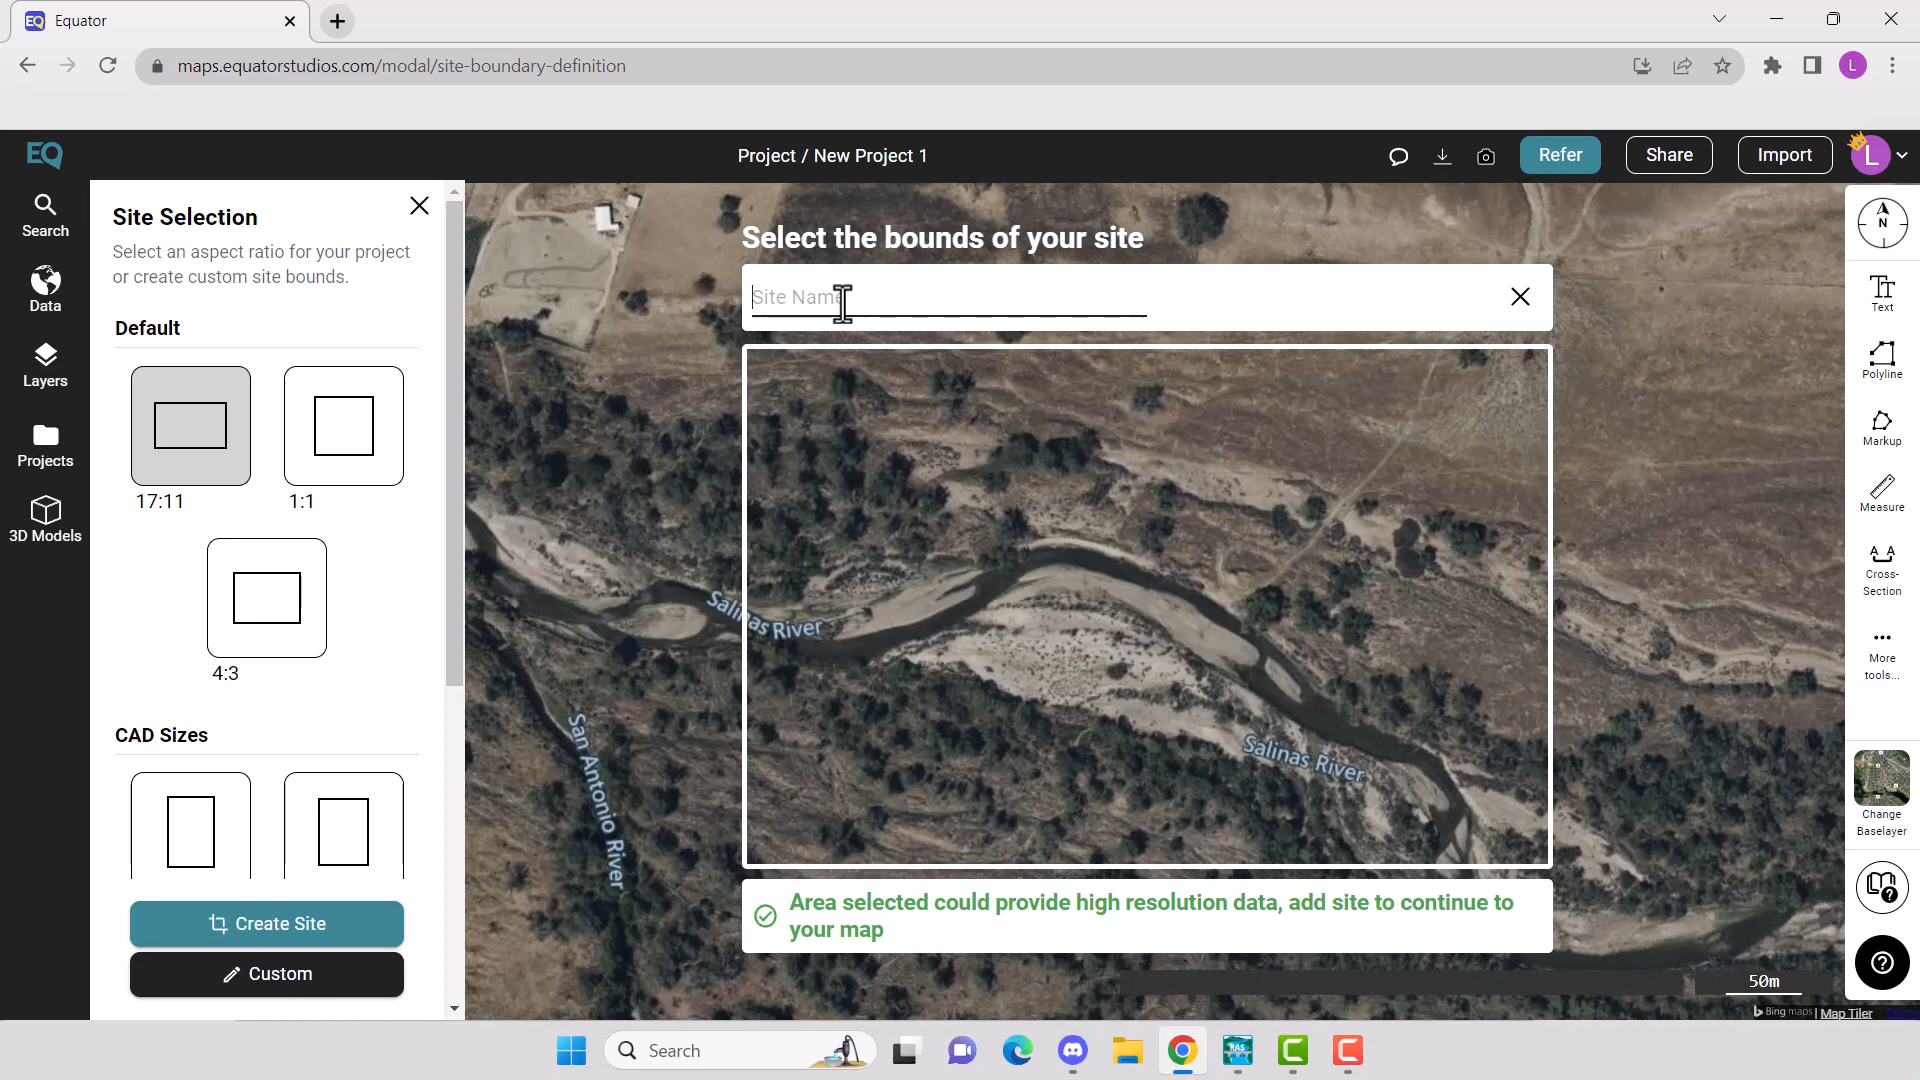 EQ Equator
maps.equatorstudios.com/modal/site-boundary-definition
L
EQ
Project / New Project 1
Refer
Share
Import
L
Search
Data
Layers
Projects
3D Models
Site Selection
Select an aspect ratio for your project
or create custom site bounds.
Default
17:11
1:1
4:3
CAD Sizes
Create Site
Custom
Select the bounds of your site
Site Name
Salinas River
Salinas River
San Antonio River
Area selected could provide high resolution data, add site to continue to
your map
50m
Bing maps | Map Tiler
N
Text
Polyline
Markup
Measure
A A
Cross-
Section
More
tools...
Change
Baselayer
Search
RAS